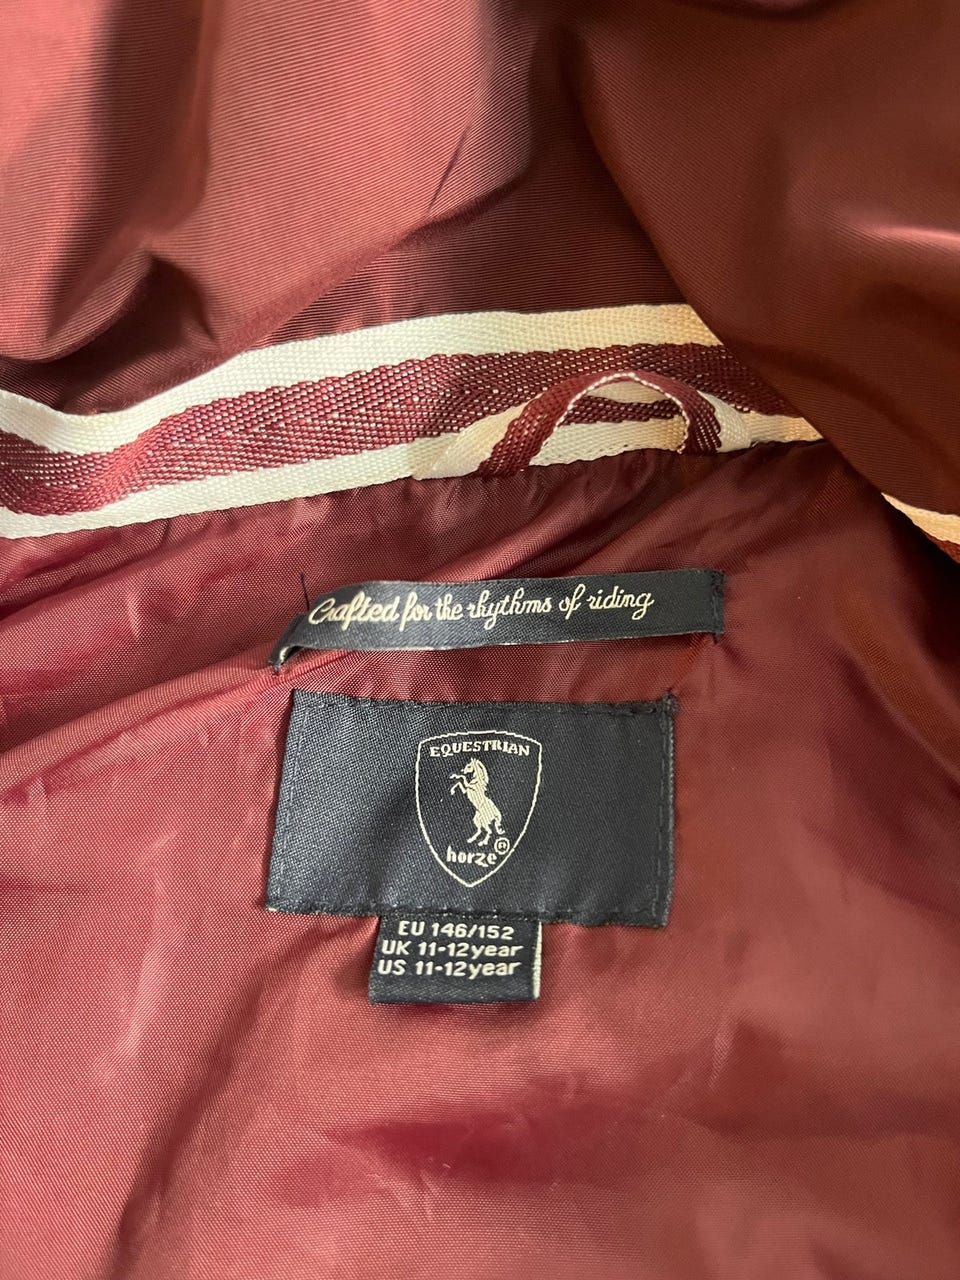 Crafted for the rhythms of riding
EQUESTRIAN
horze®
EU 146/152
UK 11-12year
US 11-12year